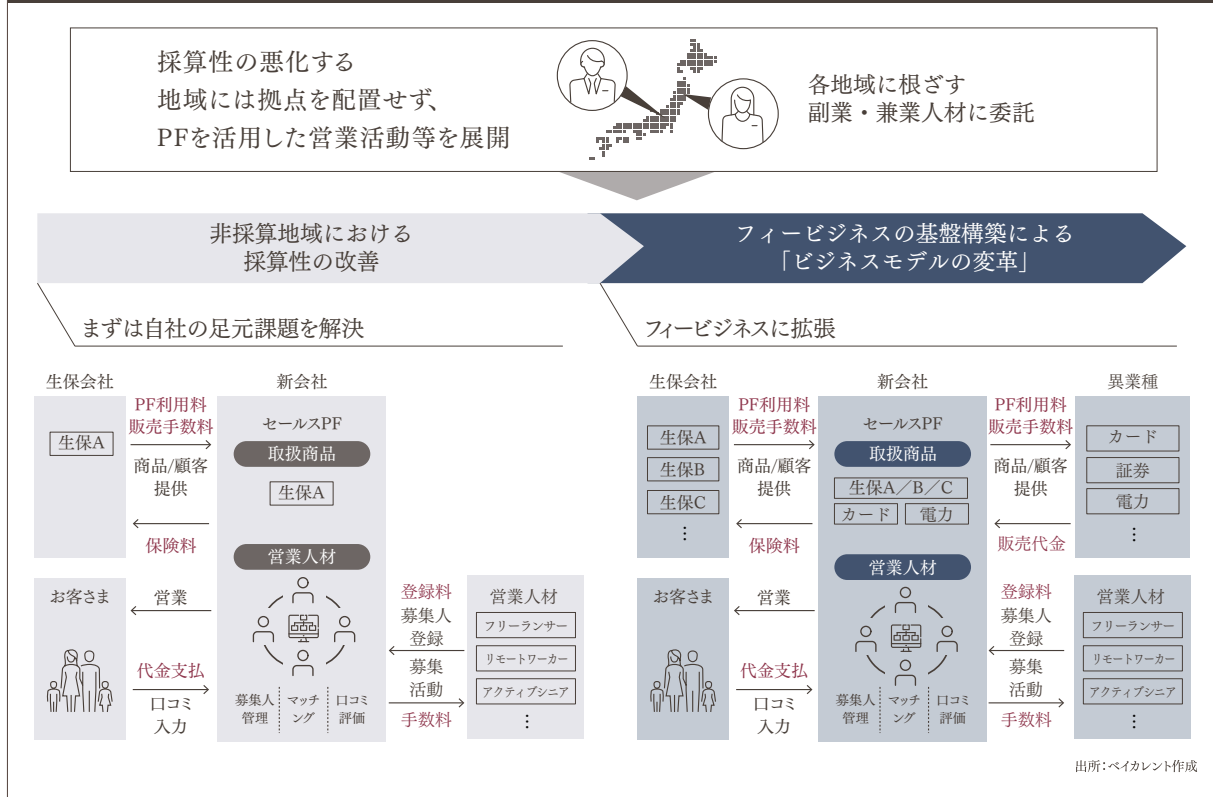 採算性の悪化する
地域には拠点を配置せず、
PFを活用した営業活動等を展開
各地域に根ざす
副業・兼業人材に委託
非採算地域における
採算性の改善
フィービジネスの基盤構築による
「ビジネスモデルの変革」
まずは自社の足元課題を解決
生保会社
新会社
生保A
PF利用料
販売手数料
商品/顧客
提供
保険料
セールスPF
取扱商品
生保A
営業人材
お客さま
営業
代金支払
口コミ
入力
募集人
管理
マッチ
ング
口コミ
評価
登録料
募集人
登録
募集
活動
手数料
営業人材
フリーランサー
リモートワーカー
アクティブシニア
⋮
フィービジネスに拡張
生保会社
新会社
異業種
生保A
生保B
生保C
⋮
PF利用料
販売手数料
商品/顧客
提供
保険料
セールスPF
取扱商品
生保A／B／C
カード
電力
営業人材
PF利用料
販売手数料
商品/顧客
提供
販売代金
カード
証券
電力
⋮
お客さま
営業
代金支払
口コミ
入力
募集人
管理
マッチ
ング
口コミ
評価
登録料
募集人
登録
募集
活動
手数料
営業人材
フリーランサー
リモートワーカー
アクティブシニア
⋮
出所：ベイカレント作成